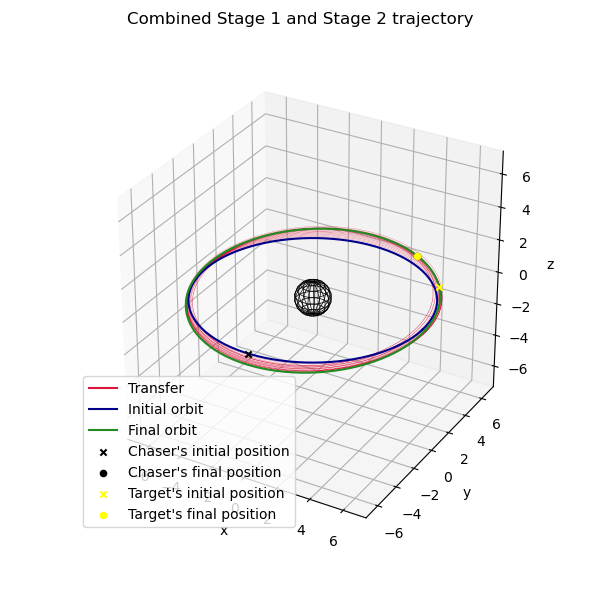 Combined Stage 1 and Stage 2 trajectory
6
4
2
z
0
−2
−4
−6
Transfer
Initial orbit
Final orbit
Chaser's initial position
Chaser's final position
Target's initial position
Target's final position
x
4
6
−6
−4
−2
0
2
4
6
y